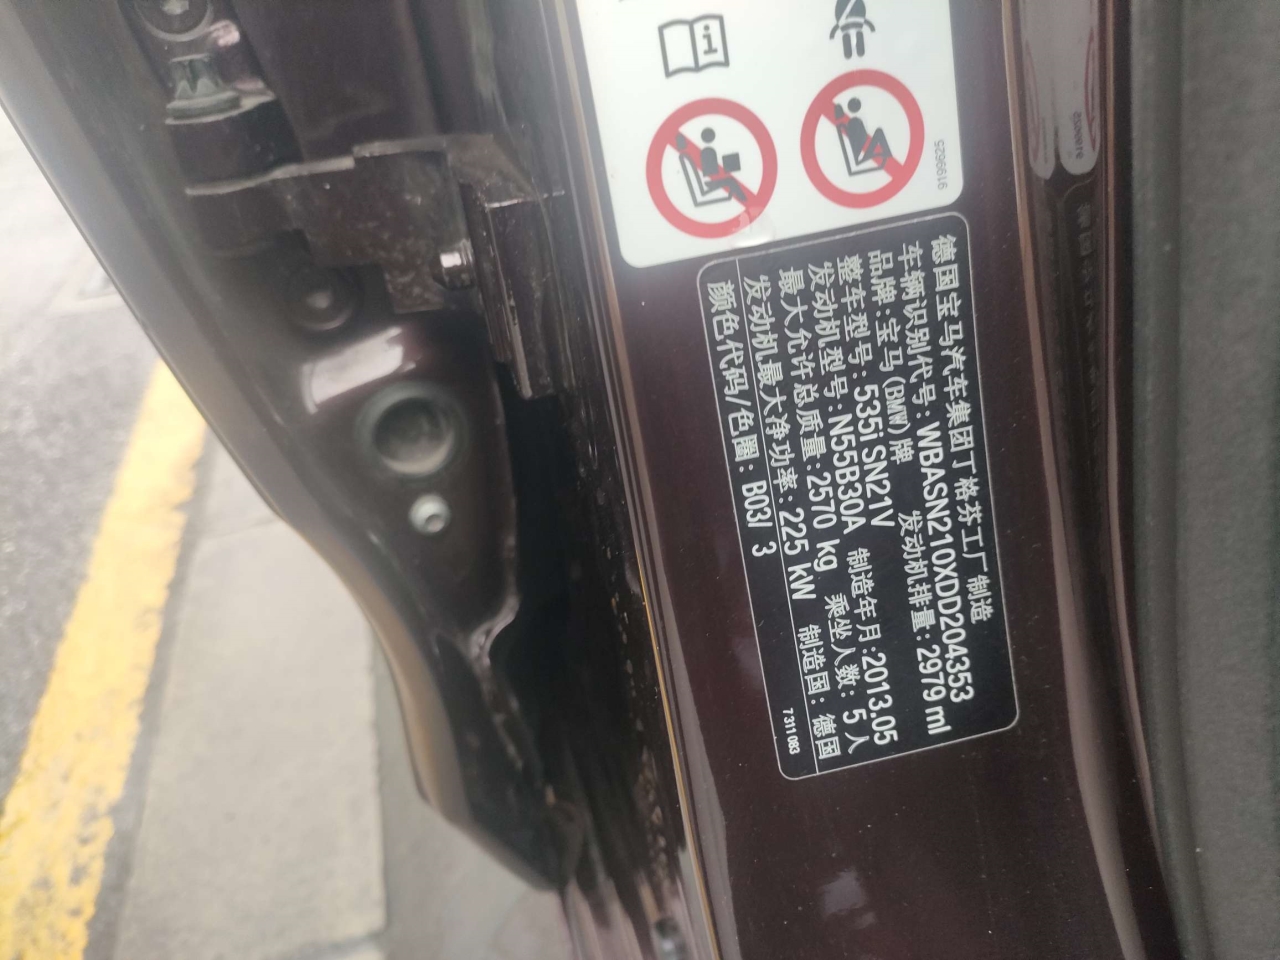 9199625
德国宝马汽车集团丁格芬工厂制造
车辆识别代号: WBASN210XDD204353
品牌: 宝马(BMW)牌 发动机排量: 2979 ml
整车型号: 535i SN21V
发动机型号: N55B30A 制造年月: 2013.05
最大允许总质量: 2570 kg 乘坐人数: 5 人
发动机最大净功率: 225 kW 制造国: 德国
颜色代码/色圈: B03/ 3
7 311 083